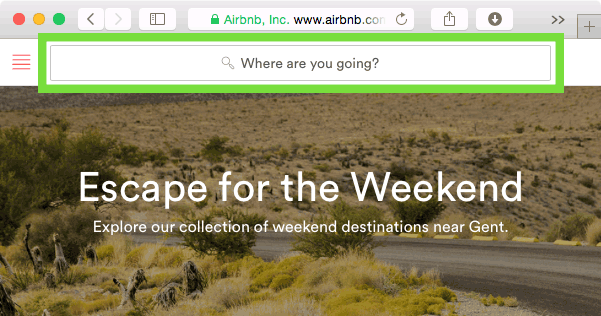 Airbnb, Inc. www.airbnb.com
Where are you going?
Escape for the Weekend
Explore our collection of weekend destinations near Gent.